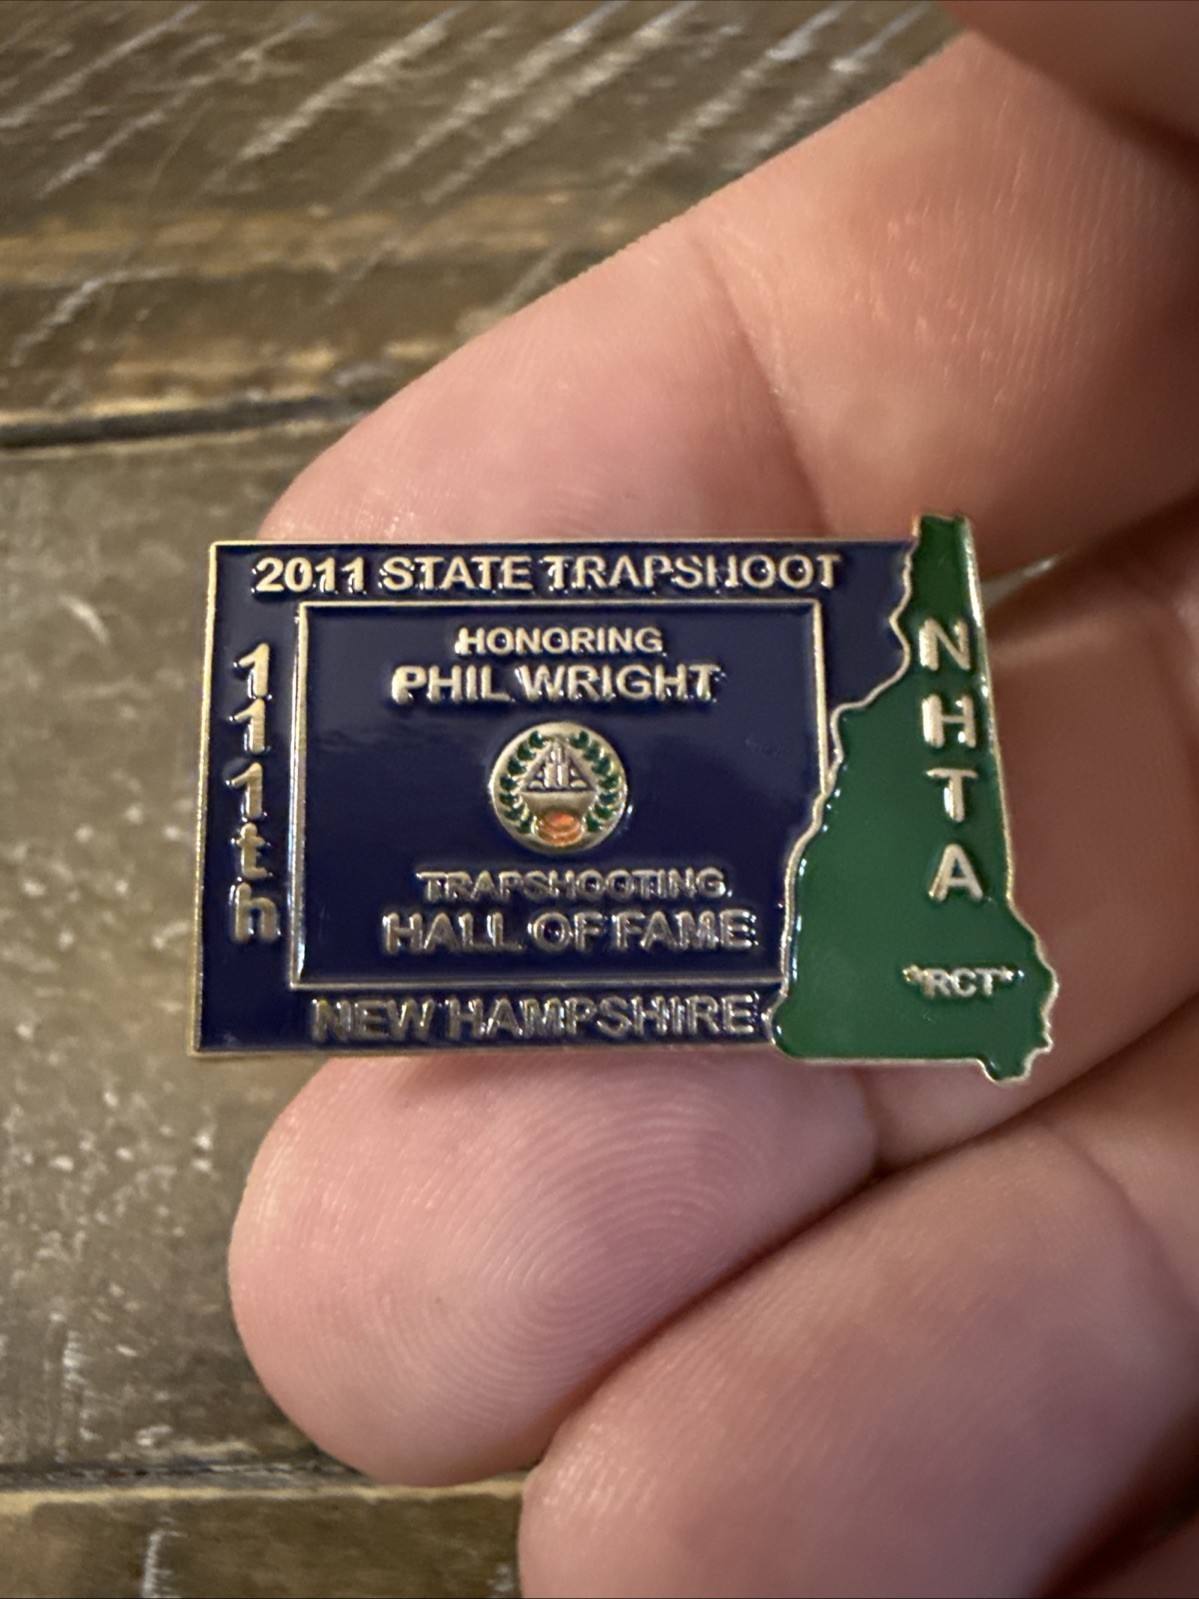 2011 STATE TRAPSHOOT
111th
HONORING
PHIL WRIGHT
TRAPSHOOTING
HALL OF FAME
NEW HAMPSHIRE
NHTA
*RCT*